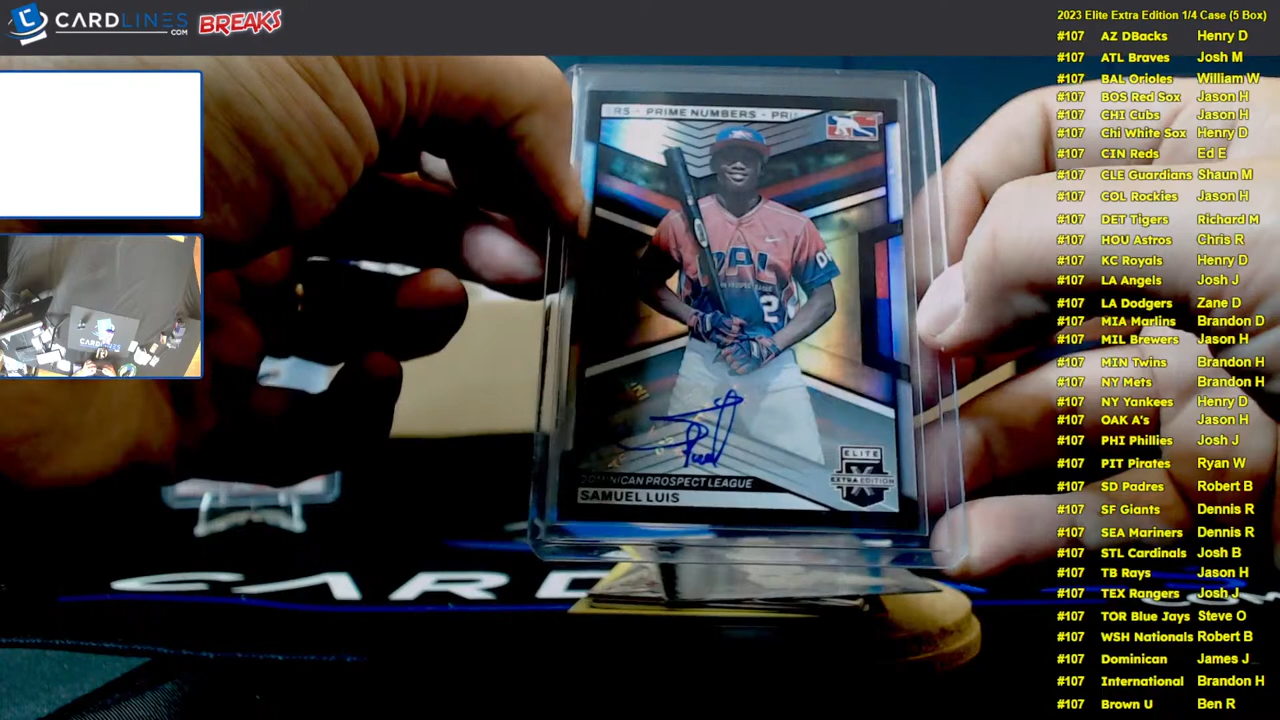 CARDLINES
.COM
BREAKS
RS - PRIME NUMBERS - PRI
2
ELITE
EXTRA EDITION
DOMINICAN PROSPECT LEAGUE
SAMUEL LUIS
CARD
2023 Elite Extra Edition 1/4 Case (5 Box)
#107 AZ DBacks Henry D
#107 ATL Braves Josh M
#107 BAL Orioles William W
#107 BOS Red Sox Jason H
#107 CHI Cubs Jason H
#107 Chi White Sox Henry D
#107 CIN Reds Ed E
#107 CLE Guardians Shaun M
#107 COL Rockies Jason H
#107 DET Tigers Richard M
#107 HOU Astros Chris R
#107 KC Royals Henry D
#107 LA Angels Josh J
#107 LA Dodgers Zane D
#107 MIA Marlins Brandon D
#107 MIL Brewers Jason H
#107 MIN Twins Brandon H
#107 NY Mets Brandon H
#107 NY Yankees Henry D
#107 OAK A's Jason H
#107 PHI Phillies Josh J
#107 PIT Pirates Ryan W
#107 SD Padres Robert B
#107 SF Giants Dennis R
#107 SEA Mariners Dennis R
#107 STL Cardinals Josh B
#107 TB Rays Jason H
#107 TEX Rangers Josh J
#107 TOR Blue Jays Steve O
#107 WSH Nationals Robert B
#107 Dominican James J
#107 International Brandon H
#107 Brown U Ben R